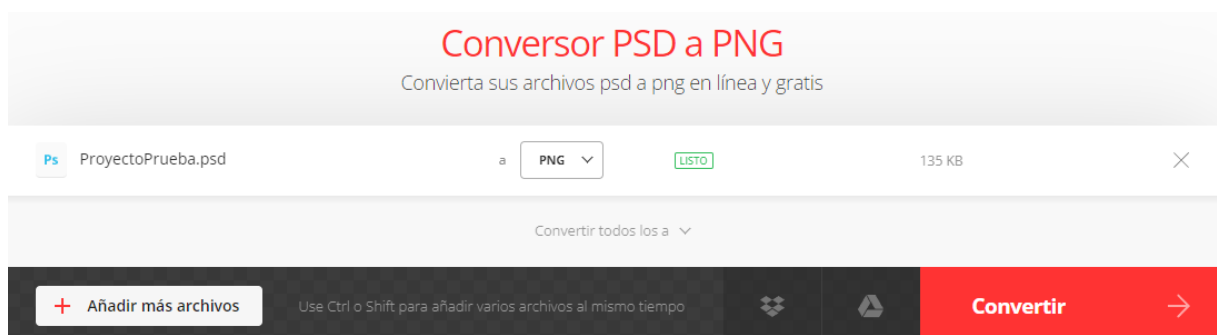 Conversor PSD a PNG
Convierta sus archivos psd a png en línea y gratis
Ps ProyectoPrueba.psd a PNG LISTO 135 KB
Convertir todos los a
+ Añadir más archivos Use Ctrl o Shift para añadir varios archivos al mismo tiempo Convertir